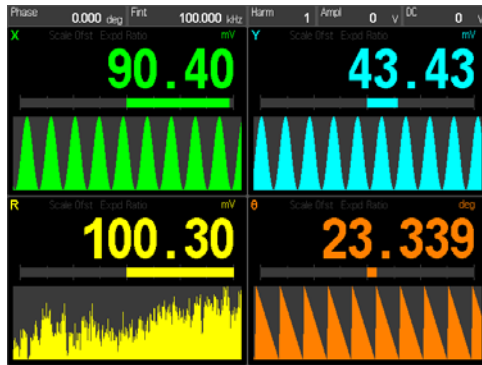 Phase 0.000 deg Fint 100.000 kHz Harm 1 Ampl 0 V DC 0 V
X Scale Ofst Expd Ratio mV
90.40
Y Scale Ofst Expd Ratio mV
43.43
R Scale Ofst Expd Ratio mV
100.30
θ Scale Ofst Expd Ratio deg
23.339